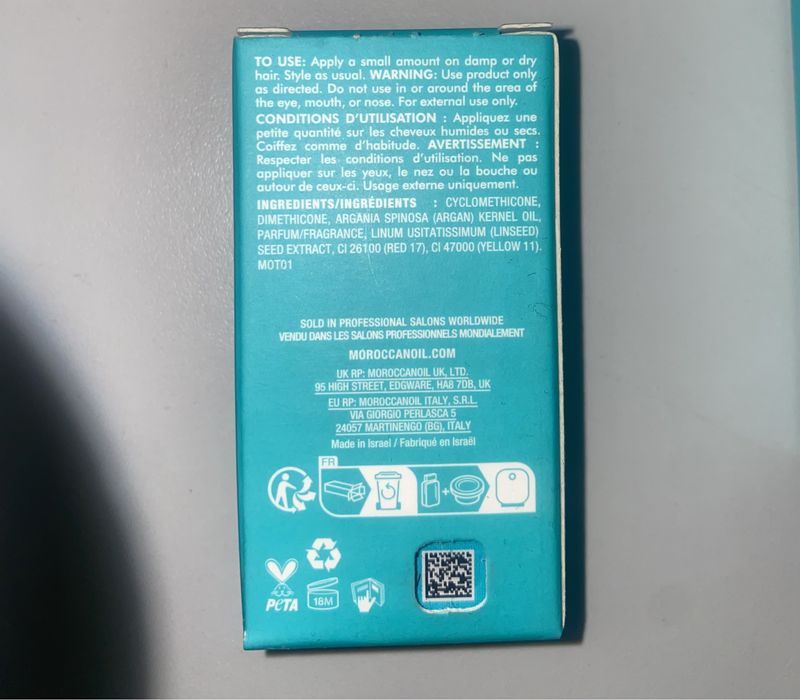 TO USE: Apply a small amount on damp or dry
hair. Style as usual. WARNING: Use product only
as directed. Do not use in or around the area of
the eye, mouth, or nose. For external use only.
CONDITIONS D'UTILISATION : Appliquez une
petite quantité sur les cheveux humides ou secs.
Coiffez comme d'habitude. AVERTISSEMENT :
Respecter les conditions d'utilisation. Ne pas
appliquer sur les yeux, le nez ou la bouche ou
autour de ceux-ci. Usage externe uniquement.
INGREDIENTS/INGRÉDIENTS : CYCLOMETHICONE,
DIMETHICONE, ARGANIA SPINOSA (ARGAN) KERNEL OIL,
PARFUM/FRAGRANCE, LINUM USITATISSIMUM (LINSEED)
SEED EXTRACT, CI 26100 (RED 17), CI 47000 (YELLOW 11).
MOT01
SOLD IN PROFESSIONAL SALONS WORLDWIDE
VENDU DANS LES SALONS PROFESSIONNELS MONDIALEMENT
MOROCCANOIL.COM
UK RP: MOROCCANOIL UK, LTD.
95 HIGH STREET, EDGWARE, HA8 7DB, UK
EU RP: MOROCCANOIL ITALY, S.R.L.
VIA GIORGIO PERLASCA 5
24057 MARTINENGO (BG), ITALY
Made in Israel / Fabriqué en Israël
FR
+
PETA
18M